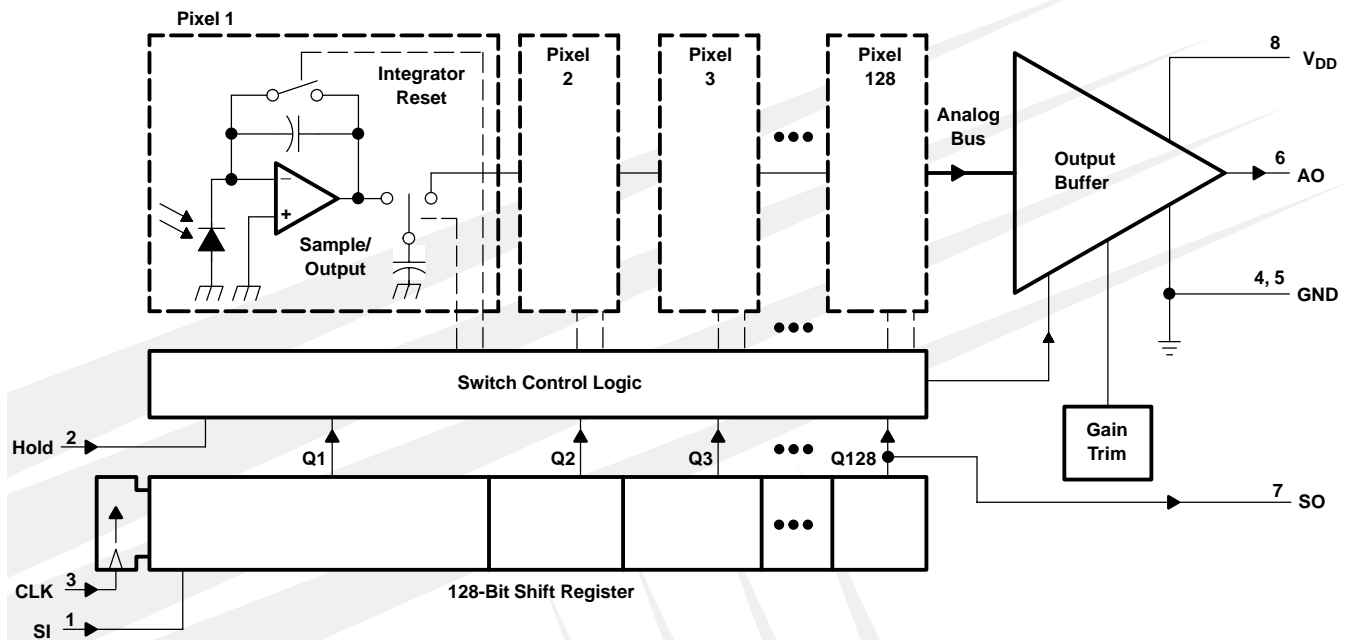 Pixel 1
Integrator
Reset
Sample/
Output
−
+
Pixel
2
Pixel
3
Pixel
128
Analog
Bus
Output
Buffer
8
VDD
6
AO
4, 5
GND
Switch Control Logic
Gain
Trim
Hold
2
Q1
Q2
Q3
Q128
7
SO
CLK
3
128-Bit Shift Register
SI
1